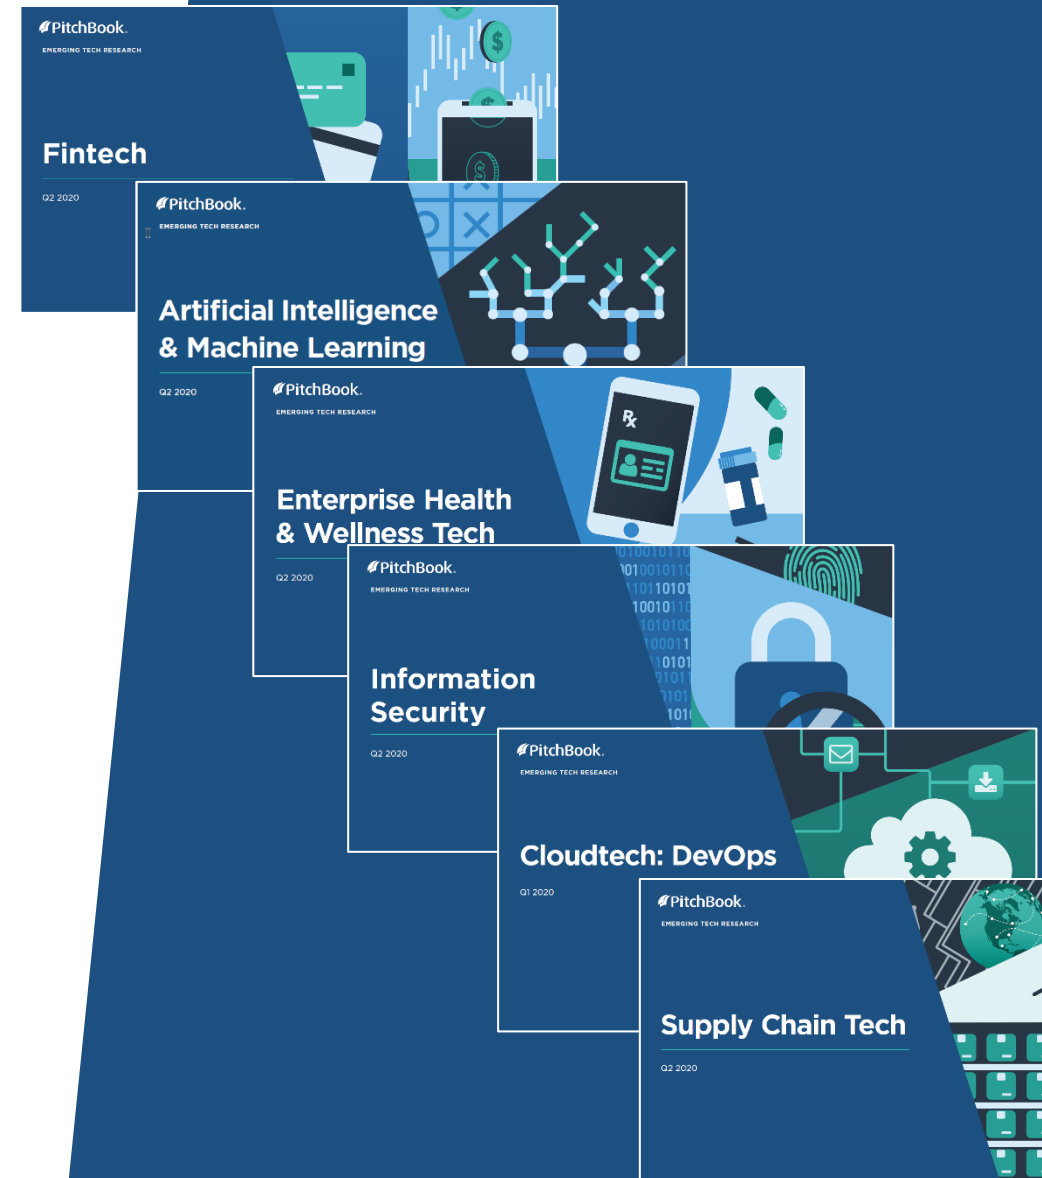 PitchBook.
EMERGING TECH RESEARCH
Fintech
Q2 2020
PitchBook.
EMERGING TECH RESEARCH
Artificial Intelligence
& Machine Learning
Q2 2020
PitchBook.
EMERGING TECH RESEARCH
Enterprise Health
& Wellness Tech
Q2 2020
Rx
PitchBook.
EMERGING TECH RESEARCH
Information
Security
Q2 2020
PitchBook.
EMERGING TECH RESEARCH
Cloudtech: DevOps
Q1 2020
PitchBook.
EMERGING TECH RESEARCH
Supply Chain Tech
Q2 2020